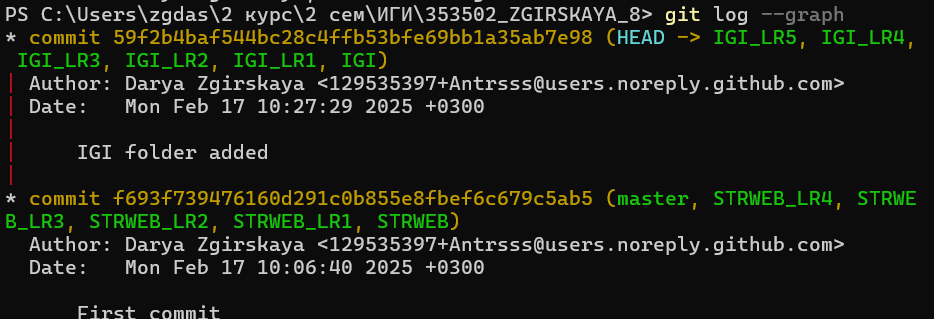 PS C:\Users\zgdas\2 курс\2 сем\ИГИ\353502_ZGIRSKAYA_8> git log --graph
* commit 59f2b4baf544bc28c4ffb53bfe69bb1a35ab7e98 (HEAD -> IGI_LR5, IGI_LR4,
IGI_LR3, IGI_LR2, IGI_LR1, IGI)
| Author: Darya Zgirskaya <129535397+Antrsss@users.noreply.github.com>
| Date:   Mon Feb 17 10:27:29 2025 +0300
|
|     IGI folder added
|
* commit f693f739476160d291c0b855e8fbef6c679c5ab5 (master, STRWEB_LR4, STRWE
B_LR3, STRWEB_LR2, STRWEB_LR1, STRWEB)
Author: Darya Zgirskaya <129535397+Antrsss@users.noreply.github.com>
Date:   Mon Feb 17 10:06:40 2025 +0300
First commit